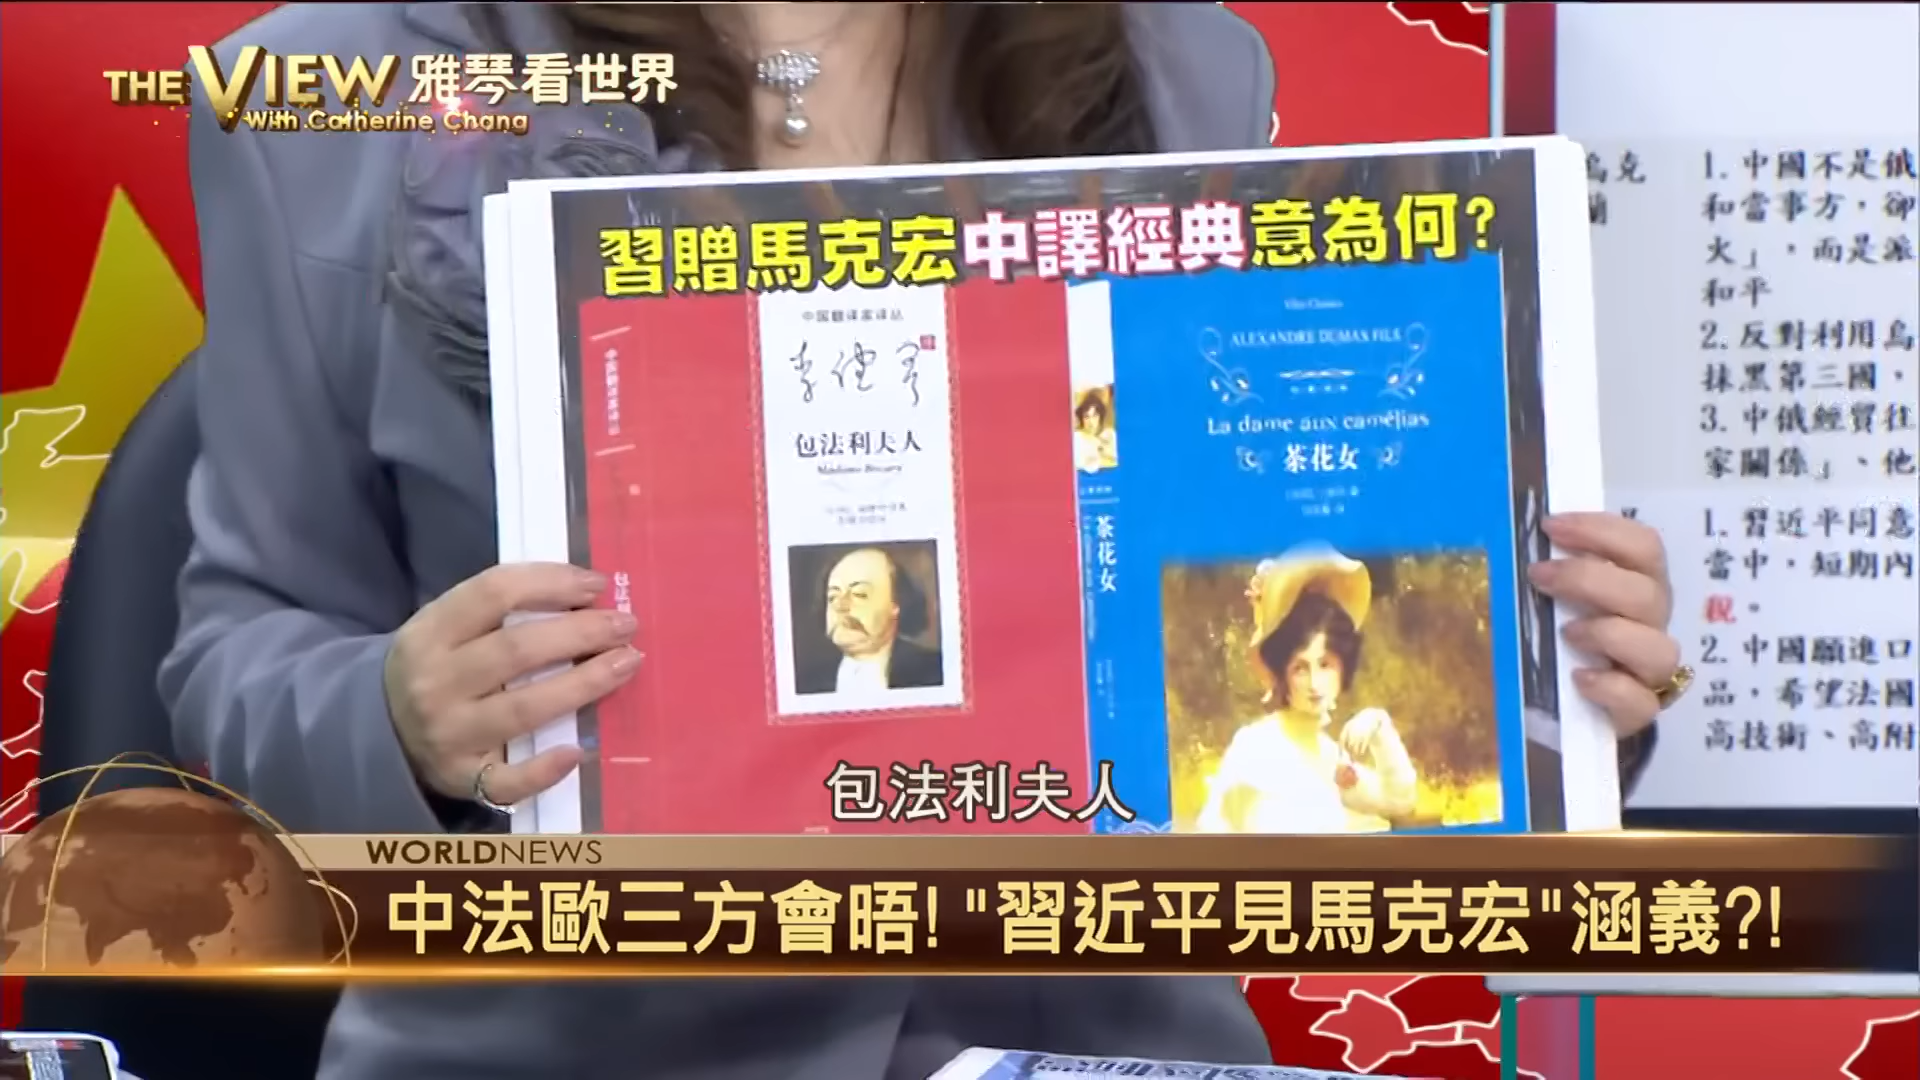 THE VIEW 雅琴看世界
With Catherine Chang
習贈馬克宏中譯經典意為何?
中国翻译家译丛
包法利夫人
Madame Bovary
包法利
ALEXANDRE DUMAS FILS
La dame aux camélias
茶花女
茶花女
烏克
蘭
1. 中國不是俄
和當事方，卻
火」，而是派
和平
2. 反對利用烏
抹黑第三國，
3. 中俄經貿往
家關係」、他
1. 習近平同意
當中，短期內
稅。
2. 中國願進口
品，希望法國
高技術、高附
包法利夫人
WORLDNEWS
中法歐三方會晤! "習近平見馬克宏"涵義?!